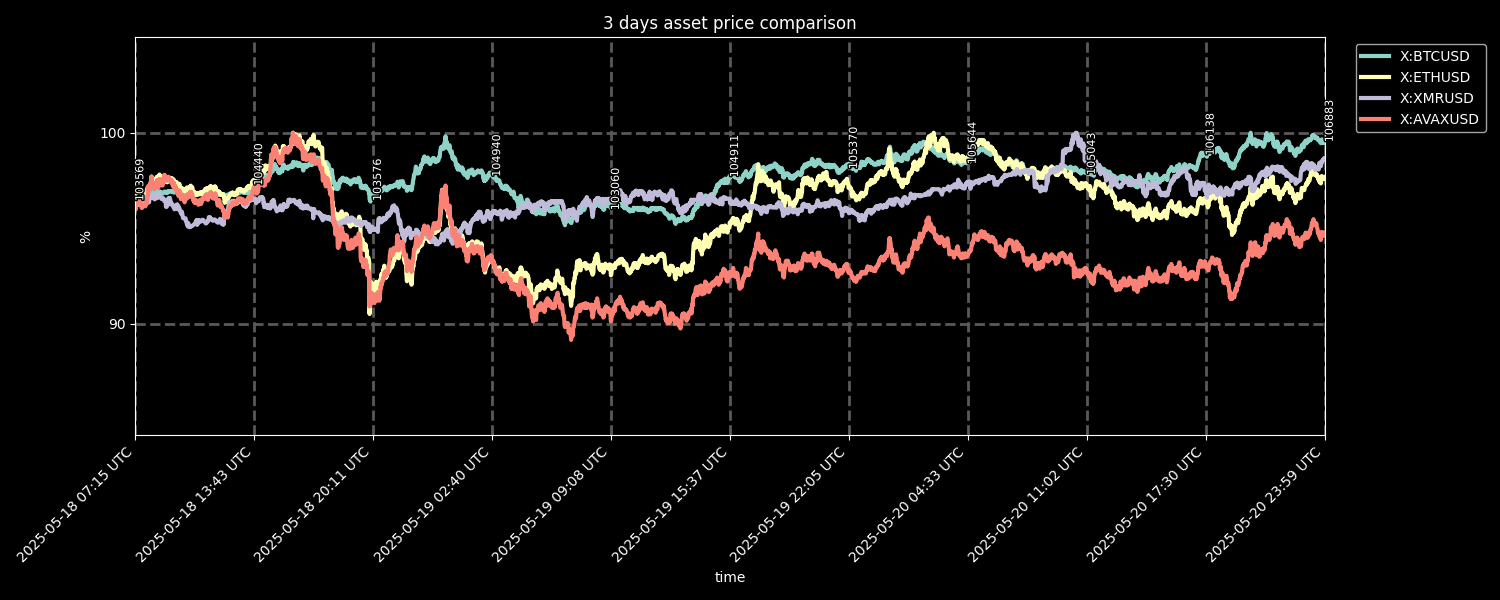 3 days asset price comparison
X:BTCUSD
X:ETHUSD
X:XMRUSD
X:AVAXUSD
100
90
%
103569
104440
103576
104940
103060
104911
105370
105644
105043
106138
106883
2025-05-18 07:15 UTC
2025-05-18 13:43 UTC
2025-05-18 20:11 UTC
2025-05-19 02:40 UTC
2025-05-19 09:08 UTC
2025-05-19 15:37 UTC
2025-05-19 22:05 UTC
2025-05-20 04:33 UTC
2025-05-20 11:02 UTC
2025-05-20 17:30 UTC
2025-05-20 23:59 UTC
time